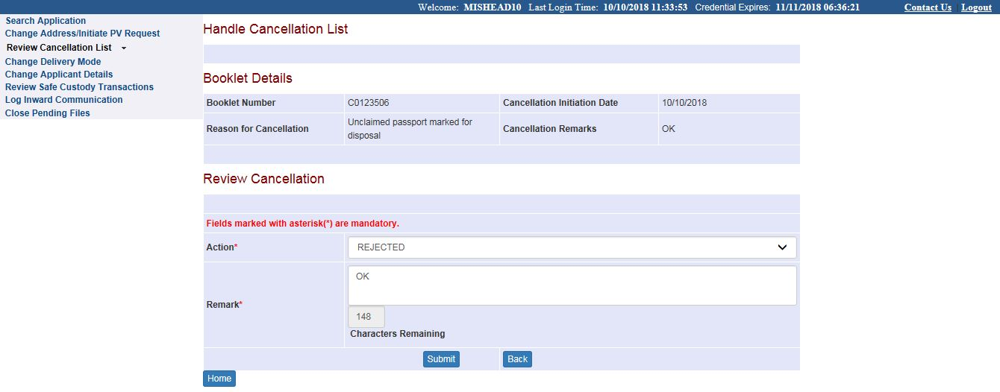 Welcome: MISHEAD10 Last Login Time: 10/10/2018 11:33:53 Credential Expires: 11/11/2018 06:36:21 Contact Us | Logout
Search Application
Change Address/Initiate PV Request
Review Cancellation List
Change Delivery Mode
Change Applicant Details
Review Safe Custody Transactions
Log Inward Communication
Close Pending Files
Handle Cancellation List
Booklet Details
Booklet Number C0123506 Cancellation Initiation Date 10/10/2018
Reason for Cancellation Unclaimed passport marked for disposal Cancellation Remarks OK
Review Cancellation
Fields marked with asterisk(*) are mandatory.
Action* REJECTED
Remark* OK
148
Characters Remaining
Submit Back
Home